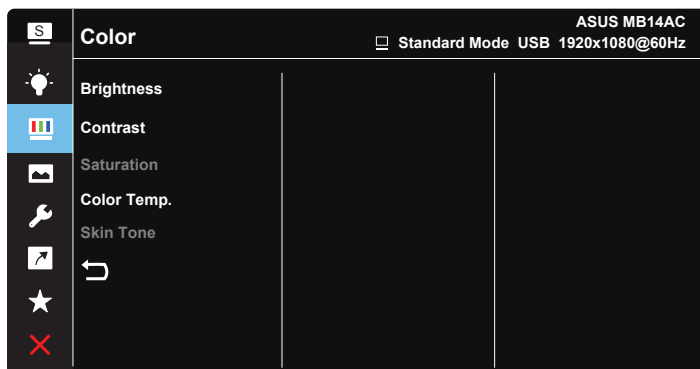 S
Color
ASUS MB14AC
Standard Mode USB 1920x1080@60Hz
Brightness
Contrast
Saturation
Color Temp.
Skin Tone